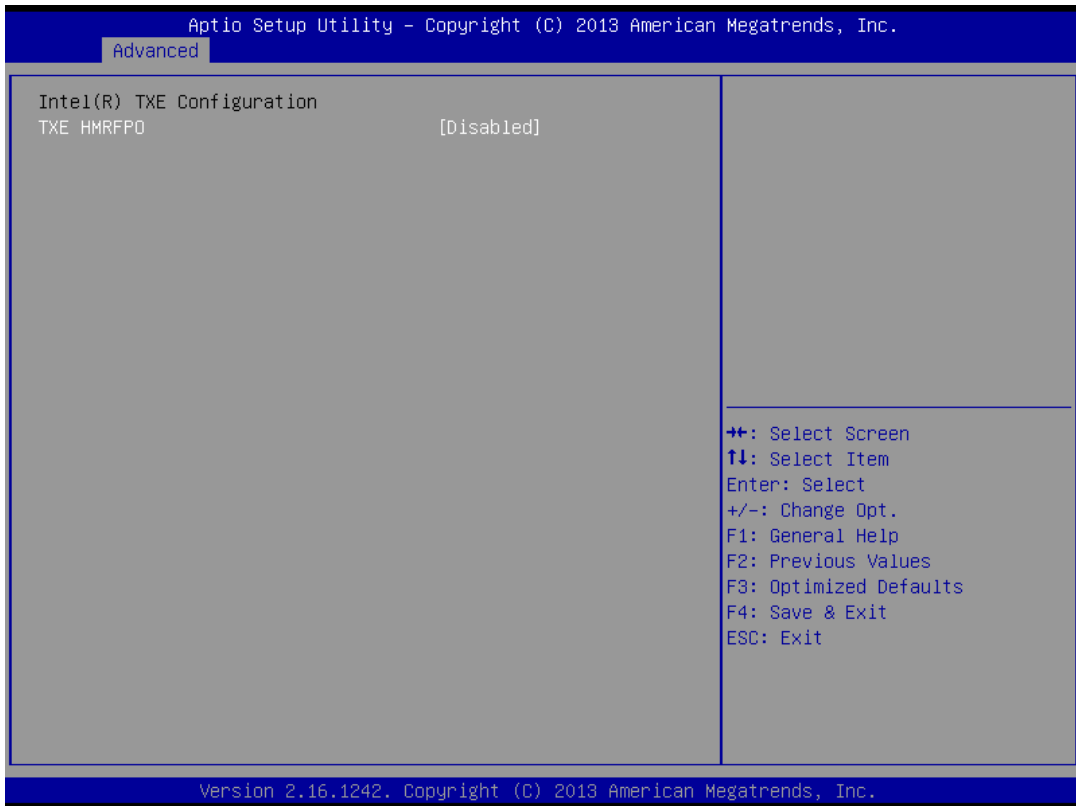 Aptio Setup Utility – Copyright (C) 2013 American Megatrends, Inc.
Advanced
Intel(R) TXE Configuration
TXE HMRFPO [Disabled]
→←: Select Screen
↑↓: Select Item
Enter: Select
+/-: Change Opt.
F1: General Help
F2: Previous Values
F3: Optimized Defaults
F4: Save & Exit
ESC: Exit
Version 2.16.1242. Copyright (C) 2013 American Megatrends, Inc.